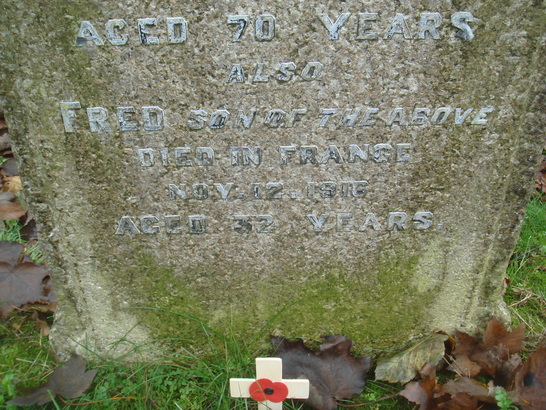 AGED 70 YEARS
ALSO
FRED SON OF THE ABOVE
DIED IN FRANCE
NOV. 12. 1916
AGED 32 YEARS.